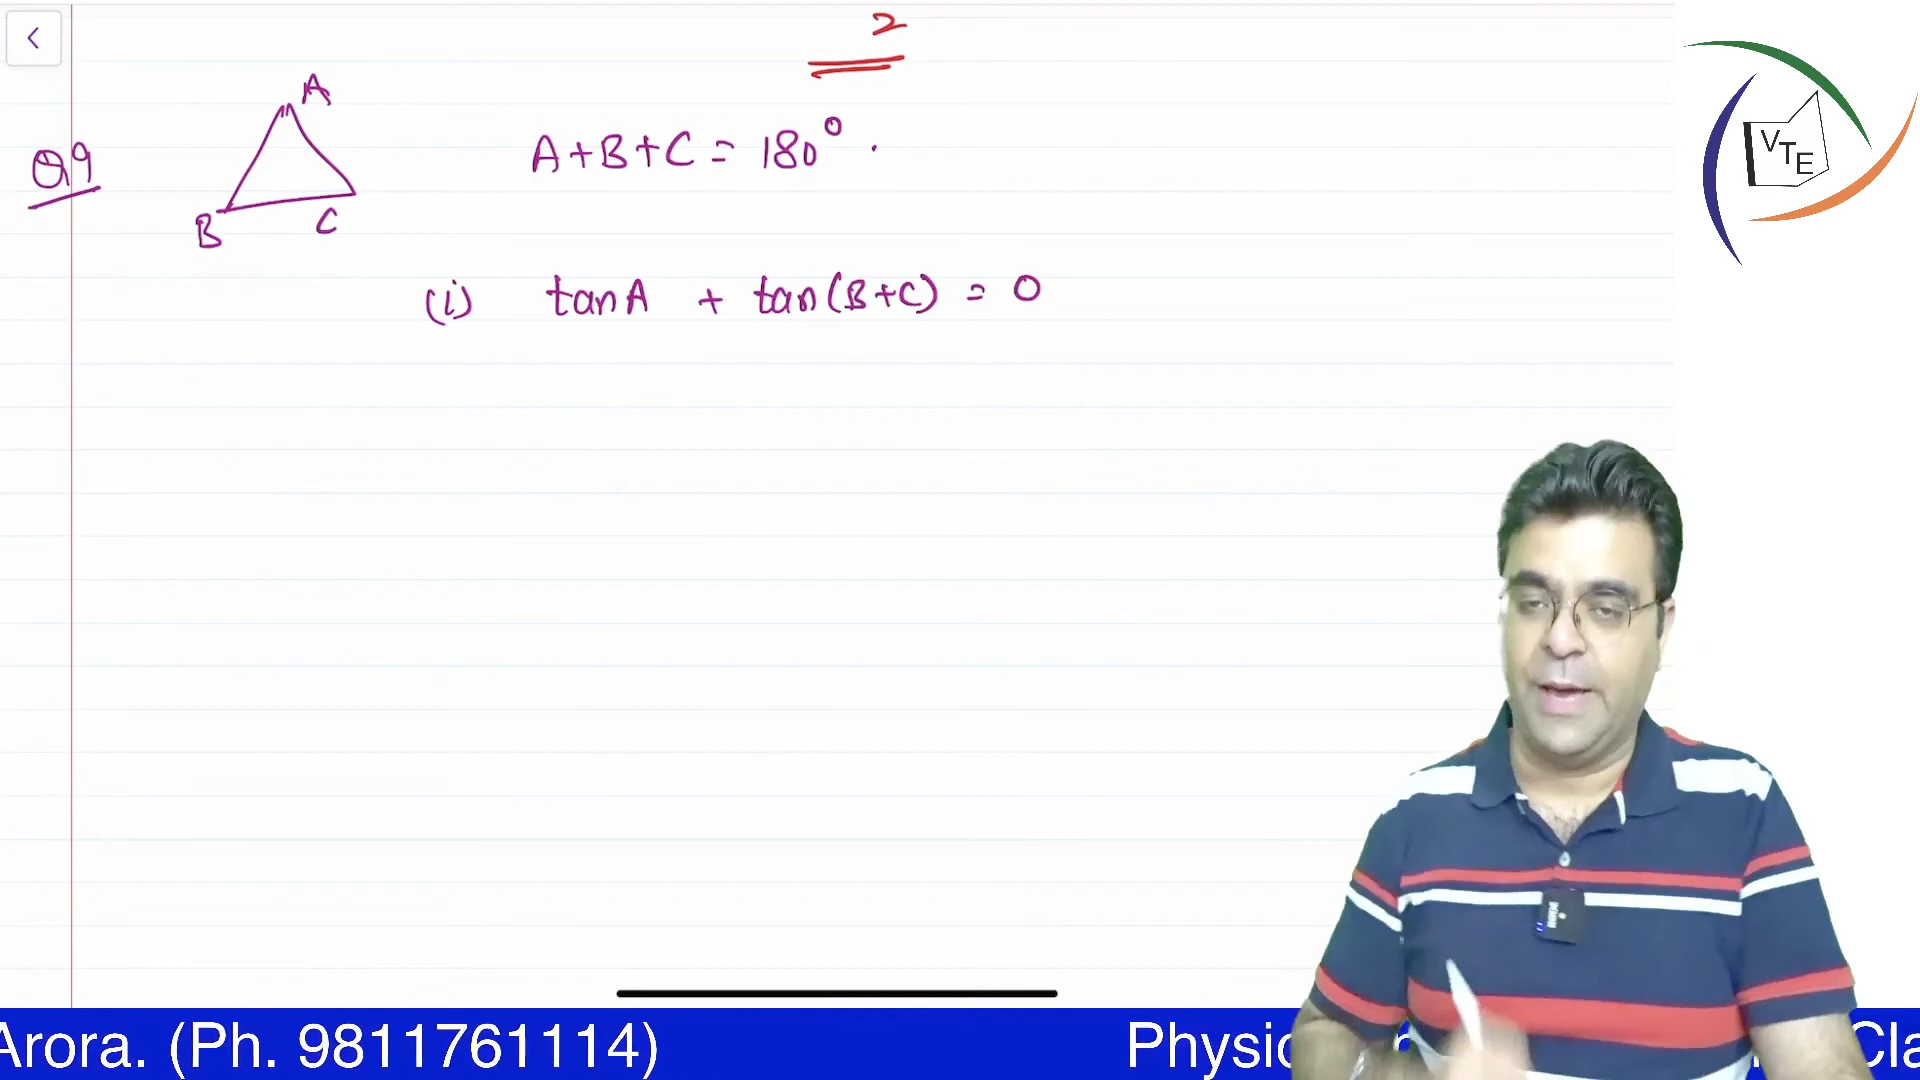 2
Q9
A
B
C
A+B+C = 180°.
(i) tanA + tan(B+C) = 0
VTE
Arora. (Ph. 9811761114)
Physic
Cla